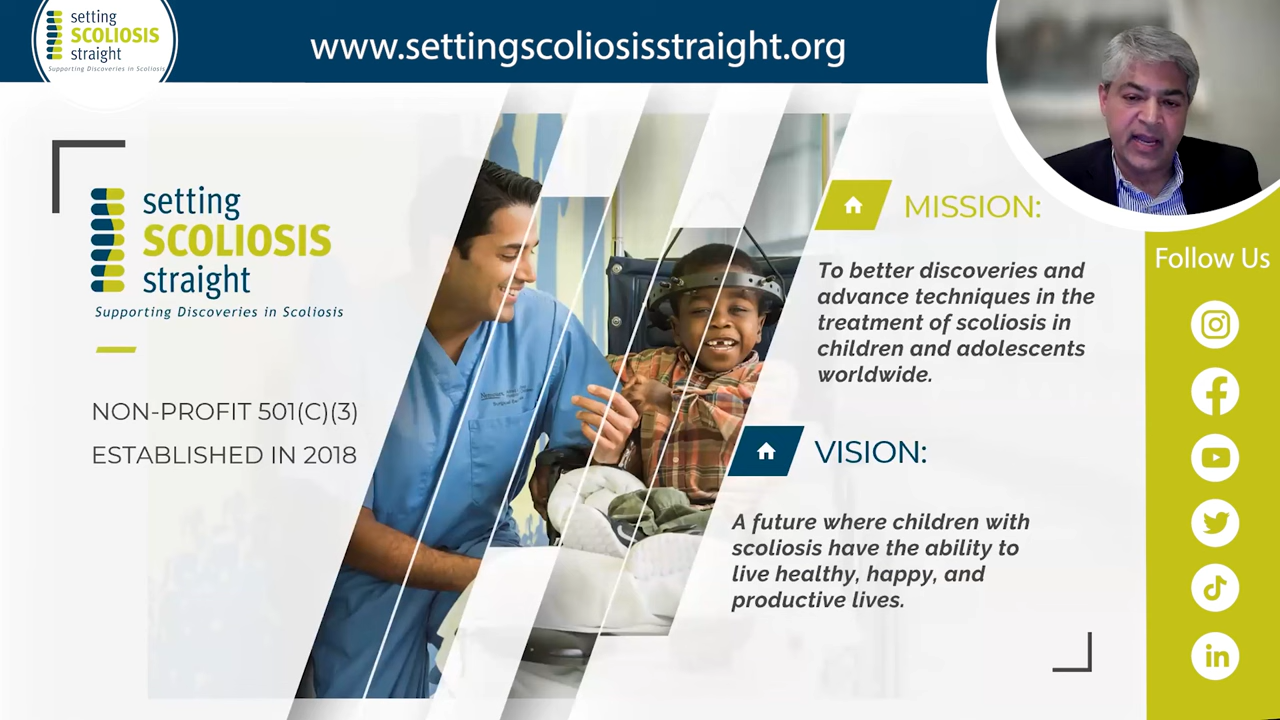 setting
SCOLIOSIS
straight
Supporting Discoveries in Scoliosis
www.settingscoliosisstraight.org
setting
SCOLIOSIS
straight
Supporting Discoveries in Scoliosis
NON-PROFIT 501(C)(3)
ESTABLISHED IN 2018
MISSION:
To better discoveries and
advance techniques in the
treatment of scoliosis in
children and adolescents
worldwide.
VISION:
A future where children with
scoliosis have the ability to
live healthy, happy, and
productive lives.
Follow Us